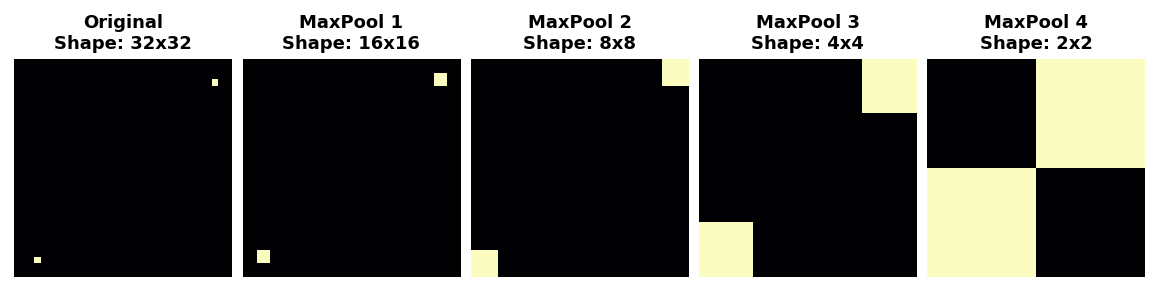 Original
Shape: 32x32
MaxPool 1
Shape: 16x16
MaxPool 2
Shape: 8x8
MaxPool 3
Shape: 4x4
MaxPool 4
Shape: 2x2